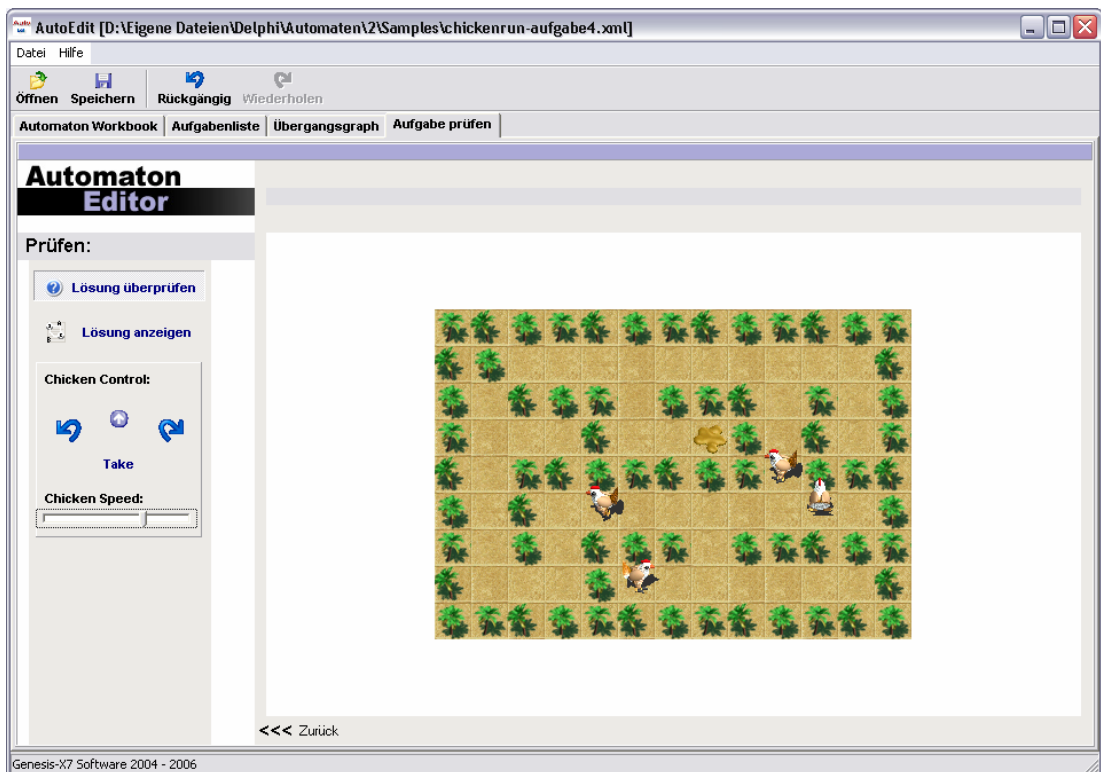 AutoEdit [D:\Eigene Dateien\Delphi\Automaten\2\Samples\chickenrun-aufgabe4.xml]
Datei Hilfe
Öffnen Speichern Rückgängig Wiederholen
Automaton Workbook Aufgabenliste Übergangsgraph Aufgabe prüfen
Automaton
Editor
Prüfen:
Lösung überprüfen
Lösung anzeigen
Chicken Control:
Take
Chicken Speed:
<<< Zurück
Genesis-X7 Software 2004 - 2006